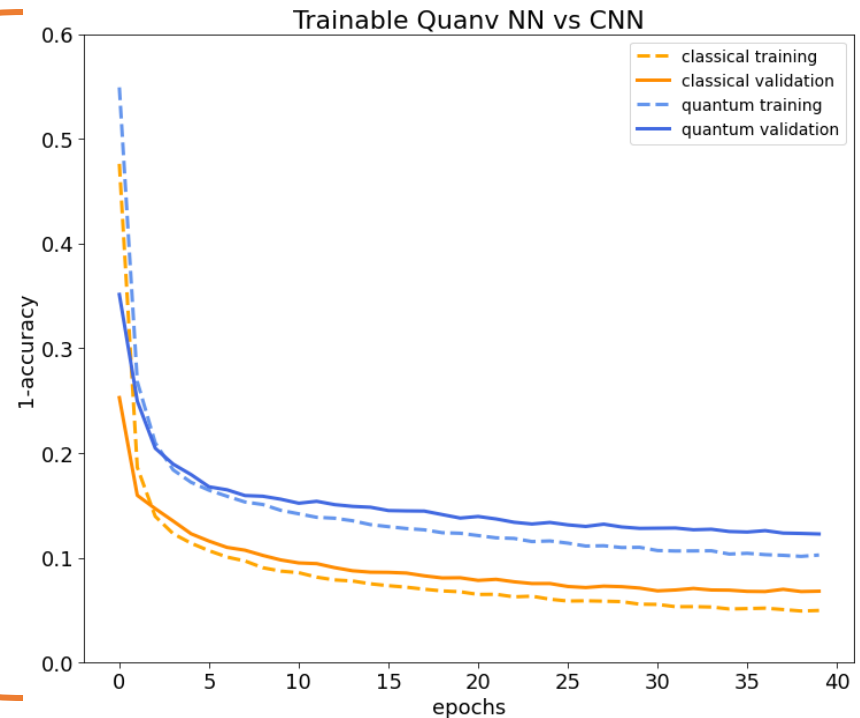 Trainable Quanv NN vs CNN
0.6
0.5
0.4
0.3
0.2
0.1
0.0
1-accuracy
classical training
classical validation
quantum training
quantum validation
0 5 10 15 20 25 30 35 40
epochs